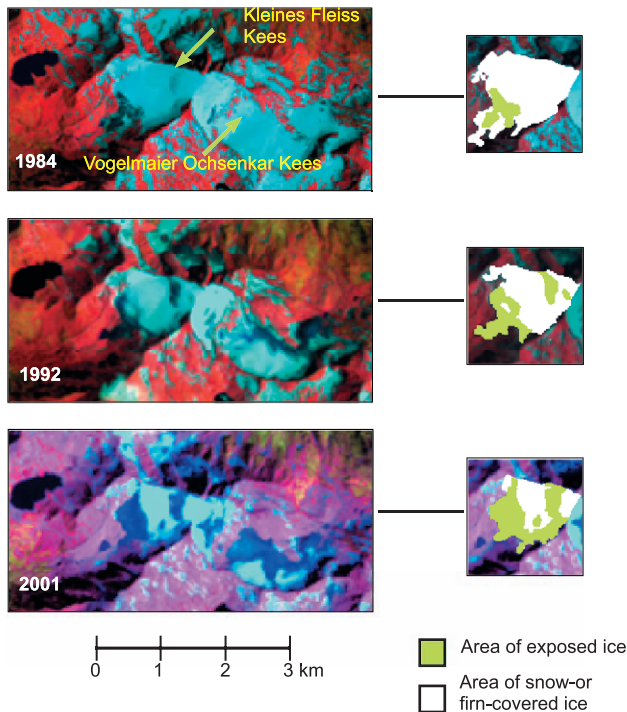 Kleines Fleiss
Kees
1984
Vogelmaier Ochsenkar Kees
1992
2001
0 1 2 3 km
Area of exposed ice
Area of snow-or
firn-covered ice